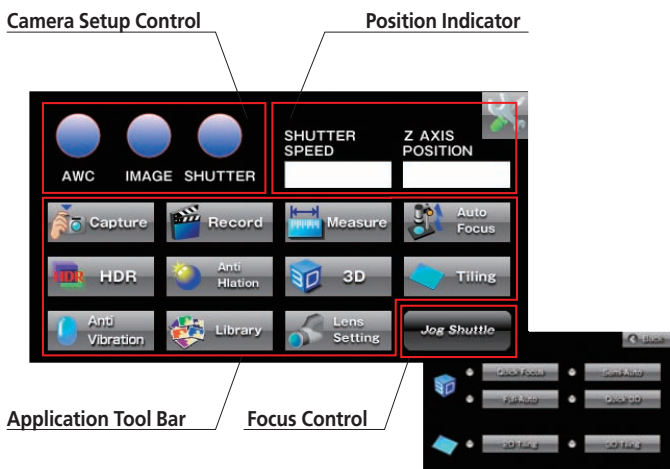 Camera Setup Control
Position Indicator
SHUTTER SPEED
Z AXIS POSITION
AWC IMAGE SHUTTER
Capture
Record
Measure
Auto Focus
HDR
HDR
Anti Hlation
3D
3D
Tiling
Anti Vibration
Library
Lens Setting
Jog Shuttle
Back
Quick Focus
Semi-Auto
3D
Full-Auto
Quick 3D
2D Tiling
3D Tiling
Application Tool Bar
Focus Control